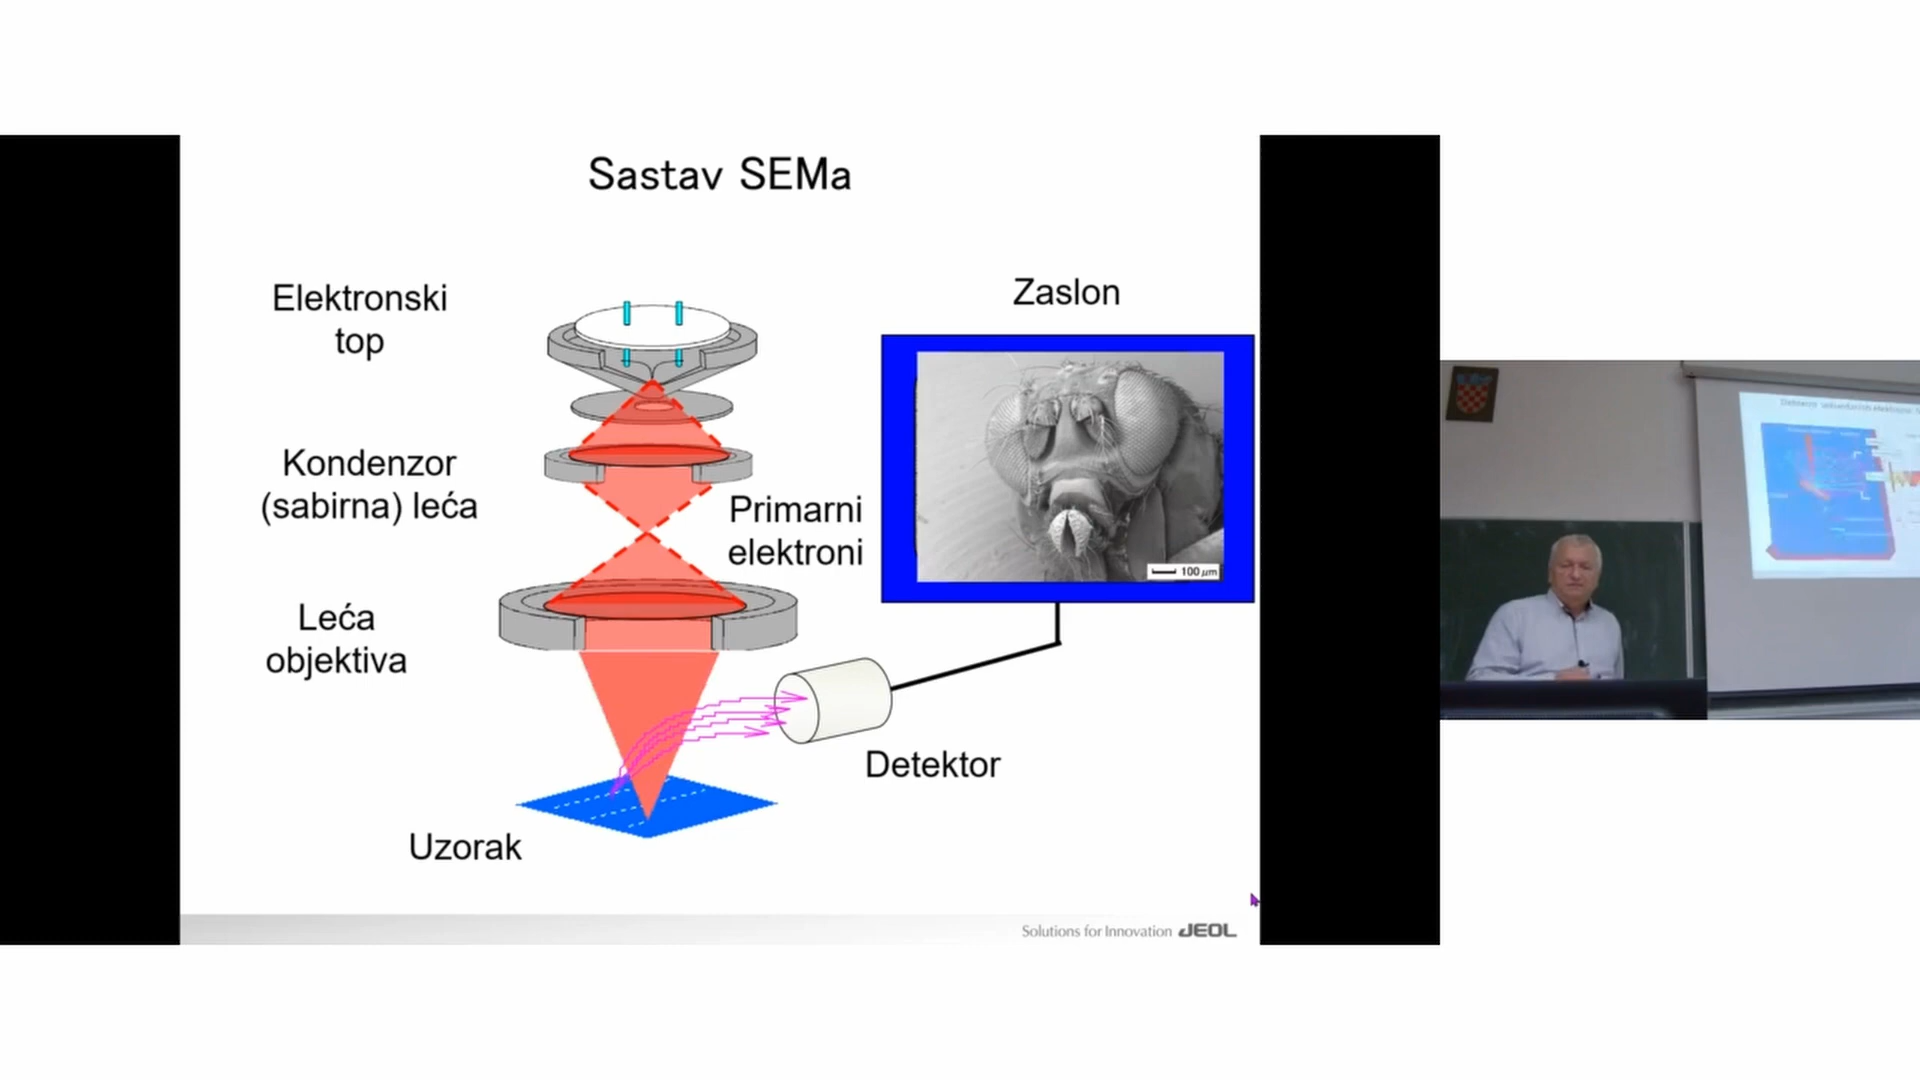 Sastav SEMa
Elektronski
top
Zaslon
Kondenzor
(sabirna) leća
Primarni
elektroni
100 µm
Leća
objektiva
Detektor
Uzorak
Solutions for Innovation JEOL